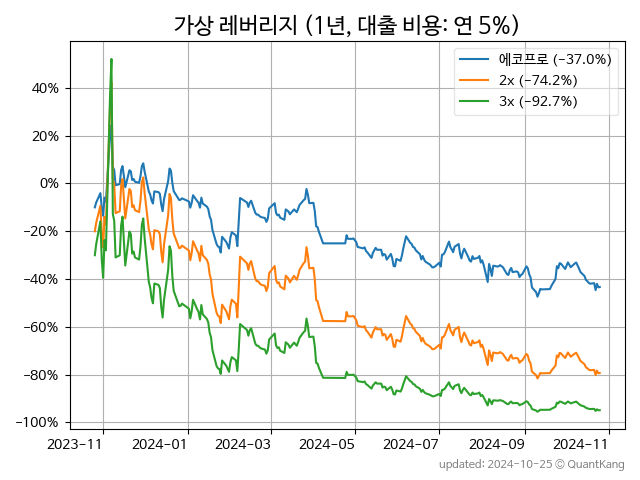 가상 레버리지 (1년, 대출 비용: 연 5%)
에코프로 (-37.0%)
2x (-74.2%)
3x (-92.7%)
40%
20%
0%
-20%
-40%
-60%
-80%
-100%
2023-11 2024-01 2024-03 2024-05 2024-07 2024-09 2024-11
updated: 2024-10-25 © QuantKang